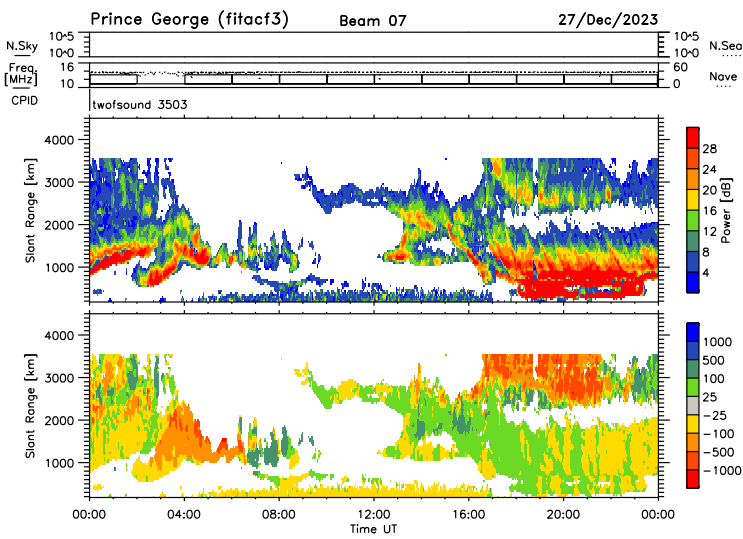 Prince George (fitacf3) Beam 07 27/Dec/2023
N.Sky 10^5 10^5 N.Sea
10^0 10^0
Freq. 16 60 Nave
[MHz] 10 0
CPID twofsound 3503
Slant Range [km]
4000
3000
2000
1000
28
24
20
16
12
8
4
Power [dB]
Slant Range [km]
4000
3000
2000
1000
1000
500
100
25
-25
-100
-500
-1000
00:00 04:00 08:00 12:00 16:00 20:00 00:00
Time UT